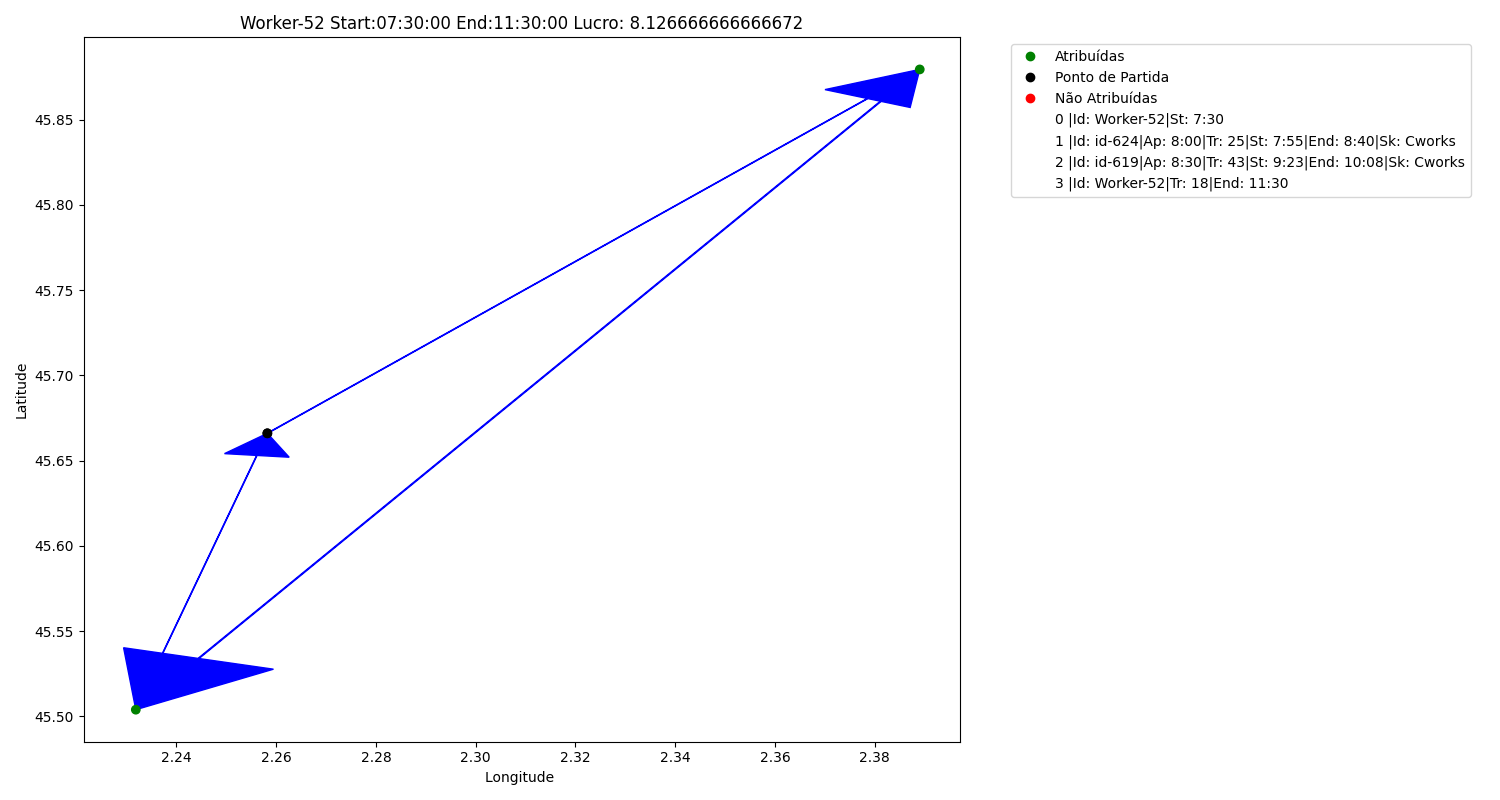 Worker-52 Start:07:30:00 End:11:30:00 Lucro: 8.126666666666672
Atribuídas
Ponto de Partida
Não Atribuídas
0 |Id: Worker-52|St: 7:30
1 |Id: id-624|Ap: 8:00|Tr: 25|St: 7:55|End: 8:40|Sk: Cworks
2 |Id: id-619|Ap: 8:30|Tr: 43|St: 9:23|End: 10:08|Sk: Cworks
3 |Id: Worker-52|Tr: 18|End: 11:30
Latitude
45.85
45.80
45.75
45.70
45.65
45.60
45.55
45.50
2.24 2.26 2.28 2.30 2.32 2.34 2.36 2.38
Longitude